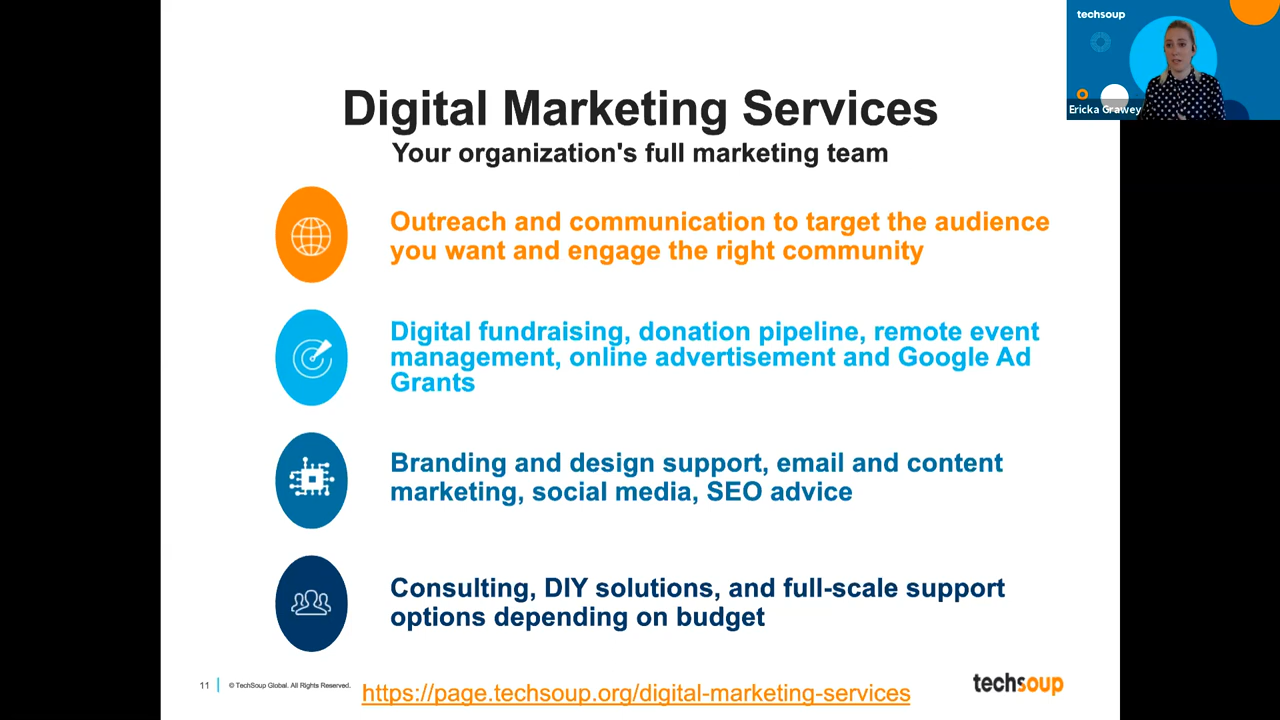 techsoup
Ericka Grawey
Digital Marketing Services
Your organization's full marketing team
Outreach and communication to target the audience
you want and engage the right community
Digital fundraising, donation pipeline, remote event
management, online advertisement and Google Ad
Grants
Branding and design support, email and content
marketing, social media, SEO advice
Consulting, DIY solutions, and full-scale support
options depending on budget
11
© TechSoup Global. All Rights Reserved.
https://page.techsoup.org/digital-marketing-services
techsoup